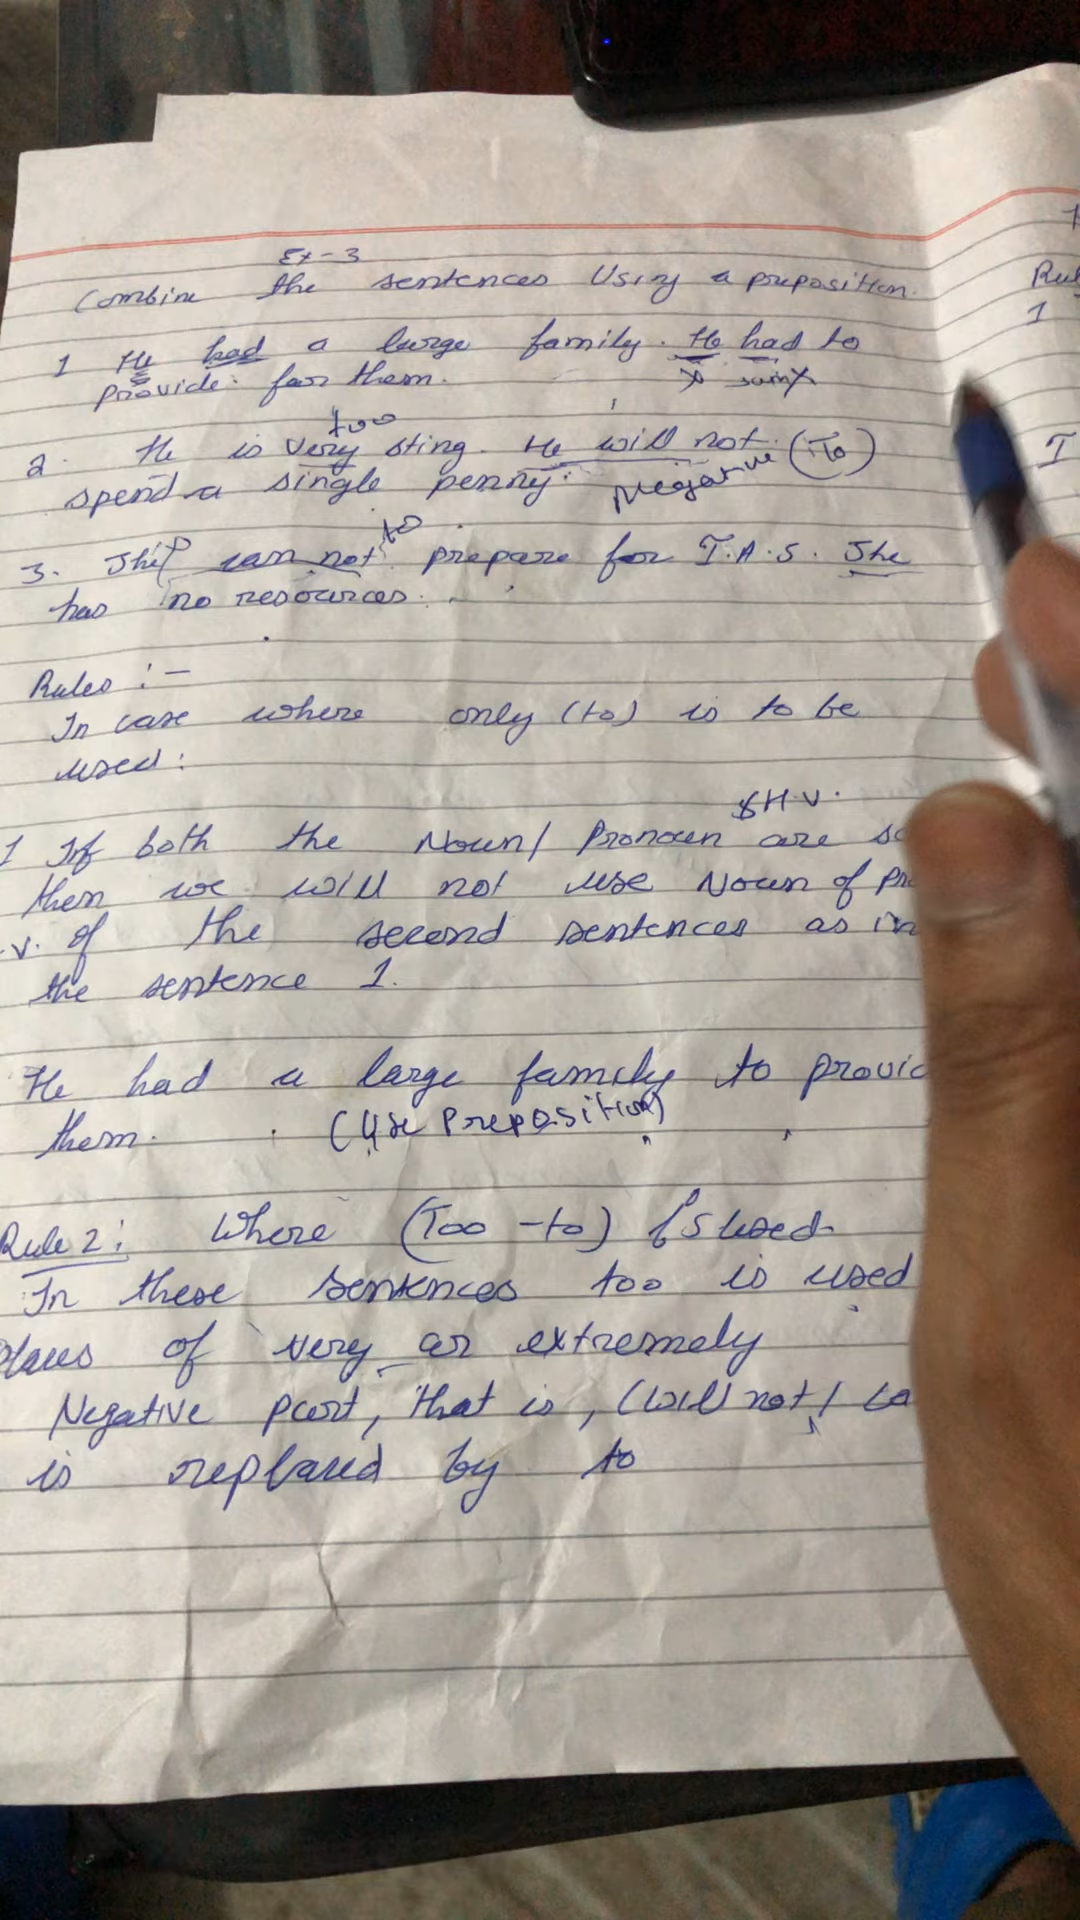 Ex-3
Combine the sentences Using a preposition.
1 He had a large family. He had to
provide for them.
too
2. He is very sting. He will not (To)
spend a single penny. Negative
to
3. She can not prepare for I.A.S. She
has no resources.
Rules :-
In case where only (to) is to be
used:
& H.V.
1 If both the Noun/ Pronoun are
then we will not use Noun of
v. of the second sentences as in
the sentence 1.
He had a large family to
them. (Use Preposition)
Rule 2: Where (Too - to) is used
In these sentences too is used
of very or extremely
Negative part, that is, (will not/
is replaced by to
1
I